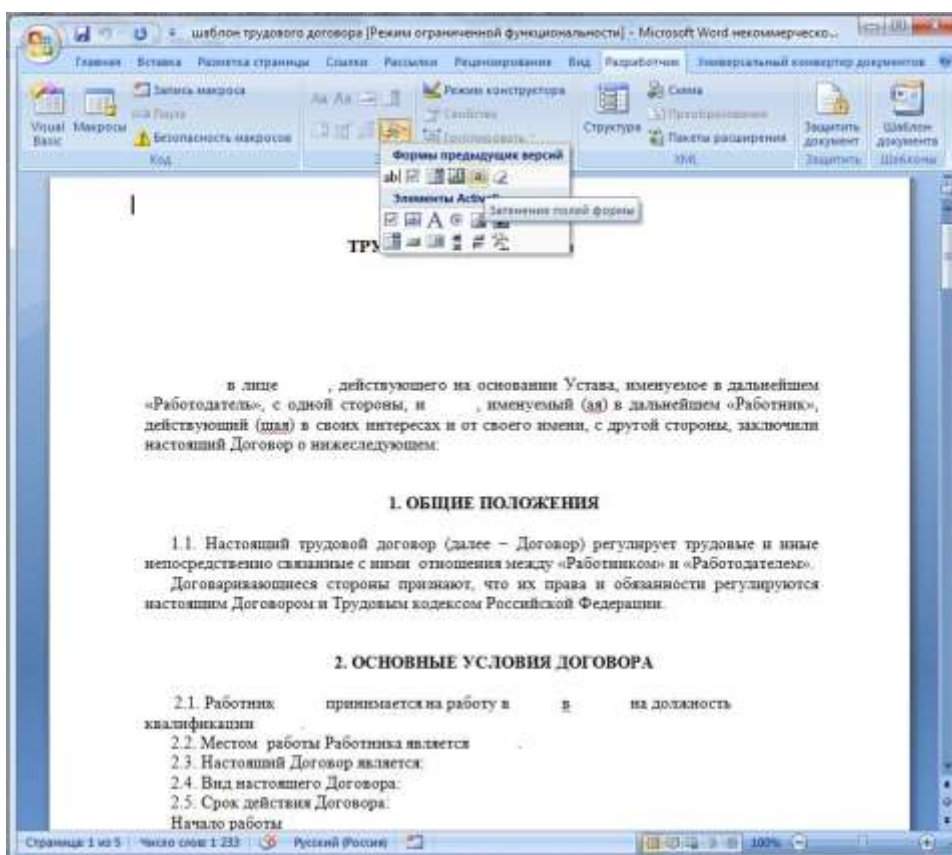 шаблон трудового договора [Режим ограниченной функциональности] - Microsoft Word некоммерческо...
Главная Вставка Разметка страницы Ссылки Рассылки Рецензирование Вид Разработчик Универсальный конвертер документов
Visual Basic
Макросы
Запись макроса
Пауза
Безопасность макросов
Код
Aa Aa
Режим конструктора
Свойства
Группировать
Структура
Схема
Преобразование
Пакеты расширения
XML
Защитить документ
Защитить
Шаблон документа
Шаблоны
Формы предыдущих версий
ab|
Элементы Active
Затенение полей формы
ТРУ
в лице , действующего на основании Устава, именуемое в дальнейшем
«Работодатель», с одной стороны, и , именуемый (ая) в дальнейшем «Работник»,
действующий (щая) в своих интересах и от своего имени, с другой стороны, заключили
настоящий Договор о нижеследующем:
1. ОБЩИЕ ПОЛОЖЕНИЯ
1.1. Настоящий трудовой договор (далее – Договор) регулирует трудовые и иные
непосредственно связанные с ними отношения между «Работником» и «Работодателем».
Договаривающиеся стороны признают, что их права и обязанности регулируются
настоящим Договором и Трудовым кодексом Российской Федерации.
2. ОСНОВНЫЕ УСЛОВИЯ ДОГОВОРА
2.1. Работник принимается на работу в в на должность
квалификации .
2.2. Местом работы Работника является .
2.3. Настоящий Договор является:
2.4. Вид настоящего Договора:
2.5. Срок действия Договора:
Начало работы
Страница: 1 из 5 Число слов: 1 233 Русский (Россия) 100%